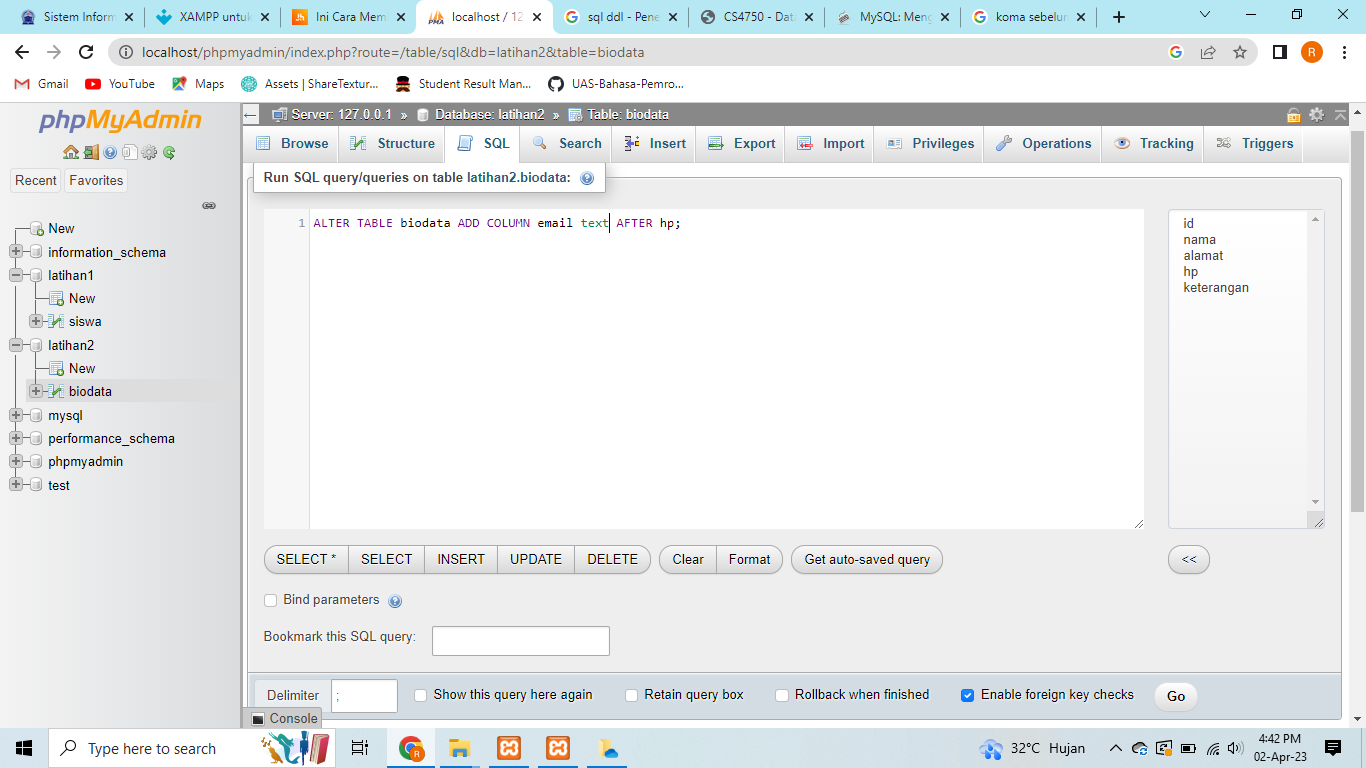 Sistem Inform
XAMPP untuk
Ini Cara Mem
localhost / 12
sql ddl - Pene
CS4750 - Data
MySQL: Meng
koma sebelun
localhost/phpmyadmin/index.php?route=/table/sql&db=latihan2&table=biodata
R
Gmail
YouTube
Maps
Assets | ShareTextur...
Student Result Man...
UAS-Bahasa-Pemro...
phpMyAdmin
Recent
Favorites
New
information_schema
latihan1
New
siswa
latihan2
New
biodata
mysql
performance_schema
phpmyadmin
test
Server: 127.0.0.1 » Database: latihan2 » Table: biodata
Browse
Structure
SQL
Search
Insert
Export
Import
Privileges
Operations
Tracking
Triggers
Run SQL query/queries on table latihan2.biodata:
1 ALTER TABLE biodata ADD COLUMN email text AFTER hp;
id
nama
alamat
hp
keterangan
SELECT *
SELECT
INSERT
UPDATE
DELETE
Clear
Format
Get auto-saved query
<<
Bind parameters
Bookmark this SQL query:
Delimiter ;
Show this query here again
Retain query box
Rollback when finished
Enable foreign key checks
Go
Console
Type here to search
32°C Hujan
4:42 PM
02-Apr-23